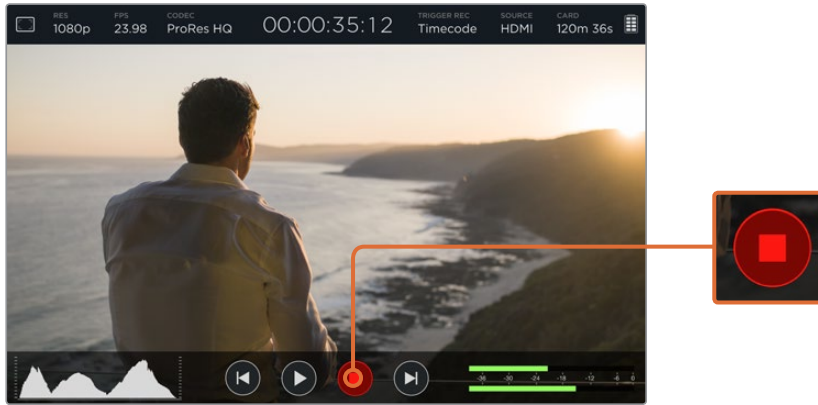 RES FPS CODEC TRIGGER REC SOURCE CARD
1080p 23.98 ProRes HQ 00:00:35:12 Timecode HDMI 120m 36s
-36 -30 -24 -18 -12 -6 0